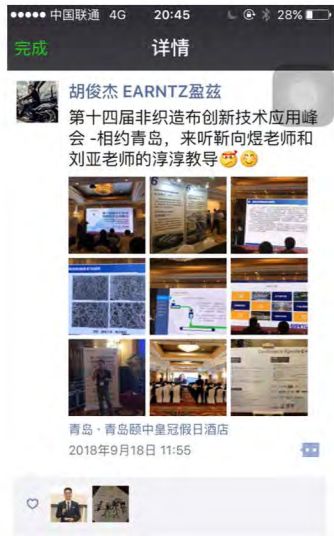 中国联通 4G 20:45 28%
完成 详情
胡俊杰 EARNTZ盈兹
第十四届非织造布创新技术应用峰
会 -相约青岛，来听靳向煜老师和
刘亚老师的淳淳教导
青岛 · 青岛颐中皇冠假日酒店
2018年9月18日 11:55